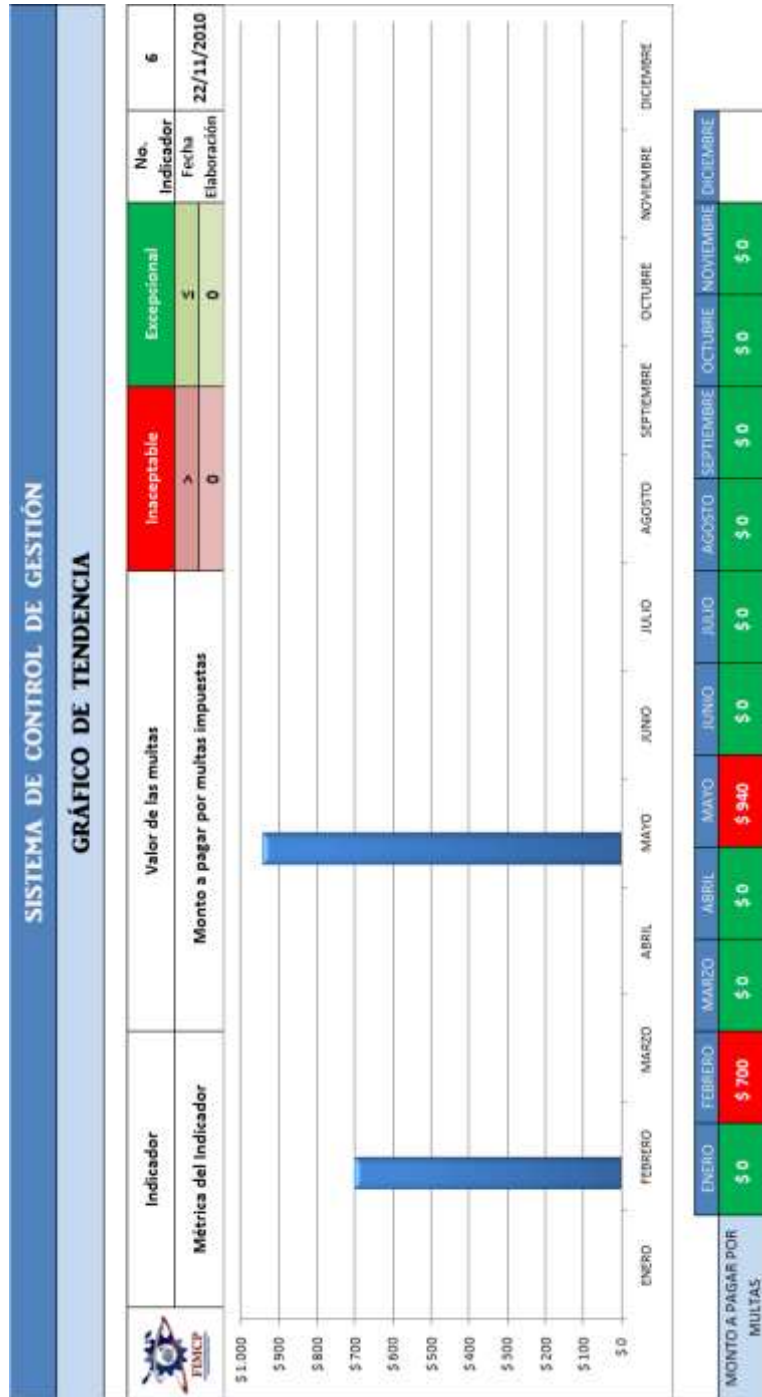 SISTEMA DE CONTROL DE GESTIÓN
GRÁFICO DE TENDENCIA
FIMCP
Indicador
Valor de las multas
Inaceptable
Excepcional
No. Indicador
6
Métrica del Indicador
Monto a pagar por multas impuestas
>
≤
Fecha
0
0
Elaboración
22/11/2010
$ 1.000
$ 900
$ 800
$ 700
$ 600
$ 500
$ 400
$ 300
$ 200
$ 100
$ 0
ENERO FEBRERO MARZO ABRIL MAYO JUNIO JULIO AGOSTO SEPTIEMBRE OCTUBRE NOVIEMBRE DICIEMBRE
ENERO FEBRERO MARZO ABRIL MAYO JUNIO JULIO AGOSTO SEPTIEMBRE OCTUBRE NOVIEMBRE DICIEMBRE
MONTO A PAGAR POR MULTAS
$ 0 $ 700 $ 0 $ 0 $ 940 $ 0 $ 0 $ 0 $ 0 $ 0 $ 0